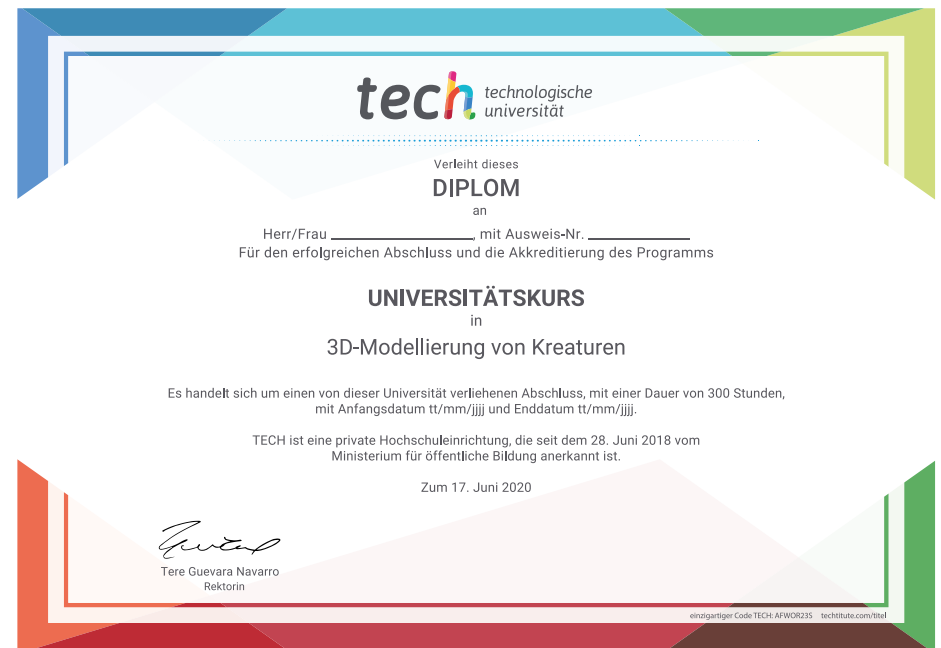 tech technologische
universität
Verleiht dieses
DIPLOM
an
Herr/Frau ____________, mit Ausweis-Nr. ____________
Für den erfolgreichen Abschluss und die Akkreditierung des Programms
UNIVERSITÄTSKURS
in
3D-Modellierung von Kreaturen
Es handelt sich um einen von dieser Universität verliehenen Abschluss, mit einer Dauer von 300 Stunden,
mit Anfangsdatum tt/mm/jjjj und Enddatum tt/mm/jjjj.
TECH ist eine private Hochschuleinrichtung, die seit dem 28. Juni 2018 vom
Ministerium für öffentliche Bildung anerkannt ist.
Zum 17. Juni 2020
Tere Guevara Navarro
Rektorin
einzigartiger Code TECH: AFWOR23S techtitute.com/titel